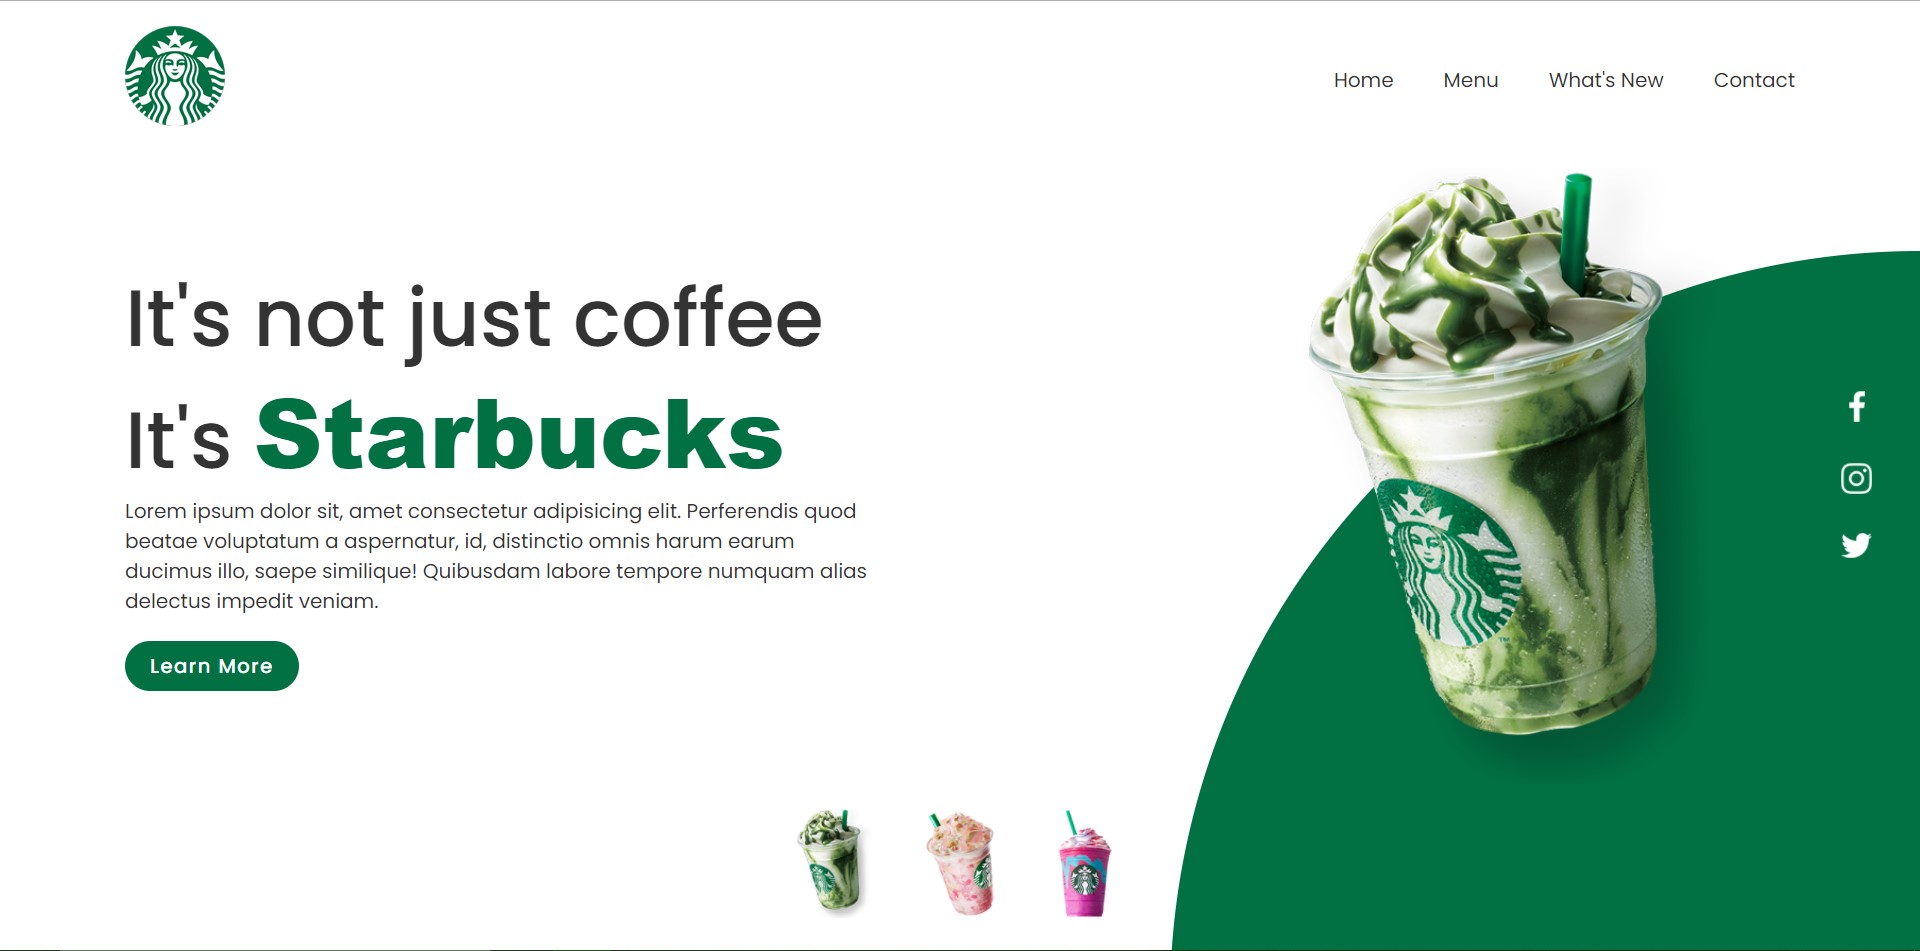 Home Menu What's New Contact
It's not just coffee
It's Starbucks
Lorem ipsum dolor sit, amet consectetur adipisicing elit. Perferendis quod
beatae voluptatum a aspernatur, id, distinctio omnis harum earum
ducimus illo, saepe similique! Quibusdam labore tempore numquam alias
delectus impedit veniam.
Learn More
TM